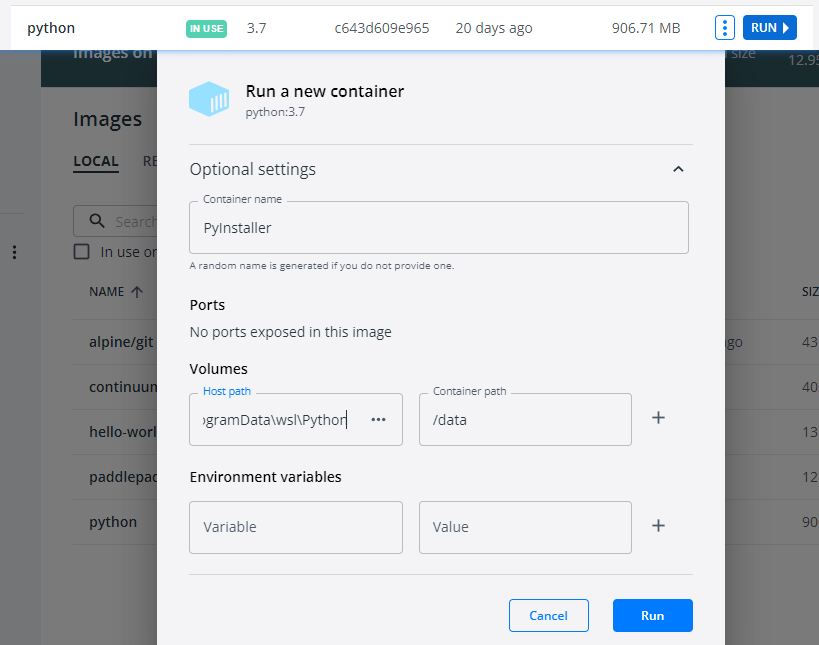 python IN USE 3.7 c643d609e965 20 days ago 906.71 MB RUN
Images on size 12.95
Run a new container
python:3.7
Images
LOCAL RE
Optional settings
Container name
PyInstaller
Search
In use or
A random name is generated if you do not provide one.
NAME SIZ
Ports
No ports exposed in this image
alpine/git go 43
Volumes
continuum 40
Host path Container path
ogramData\wsl\Python ••• /data
hello-worl 13
Environment variables
paddlepad 12
Variable Value
python 90
Cancel Run